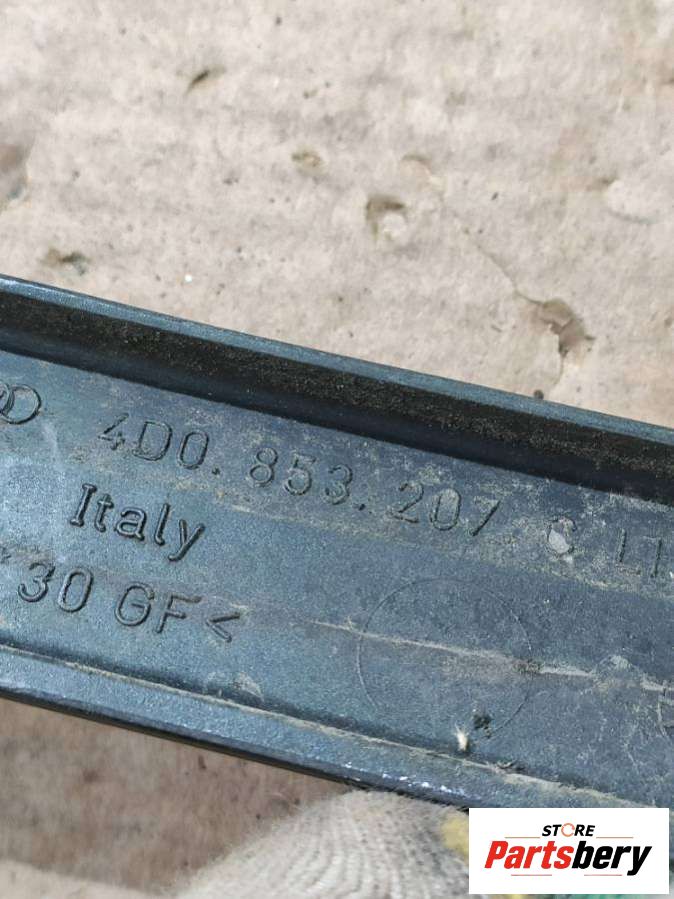 4D0. 853. 207 C
Italy
30 GF <
STORE
Partsbery